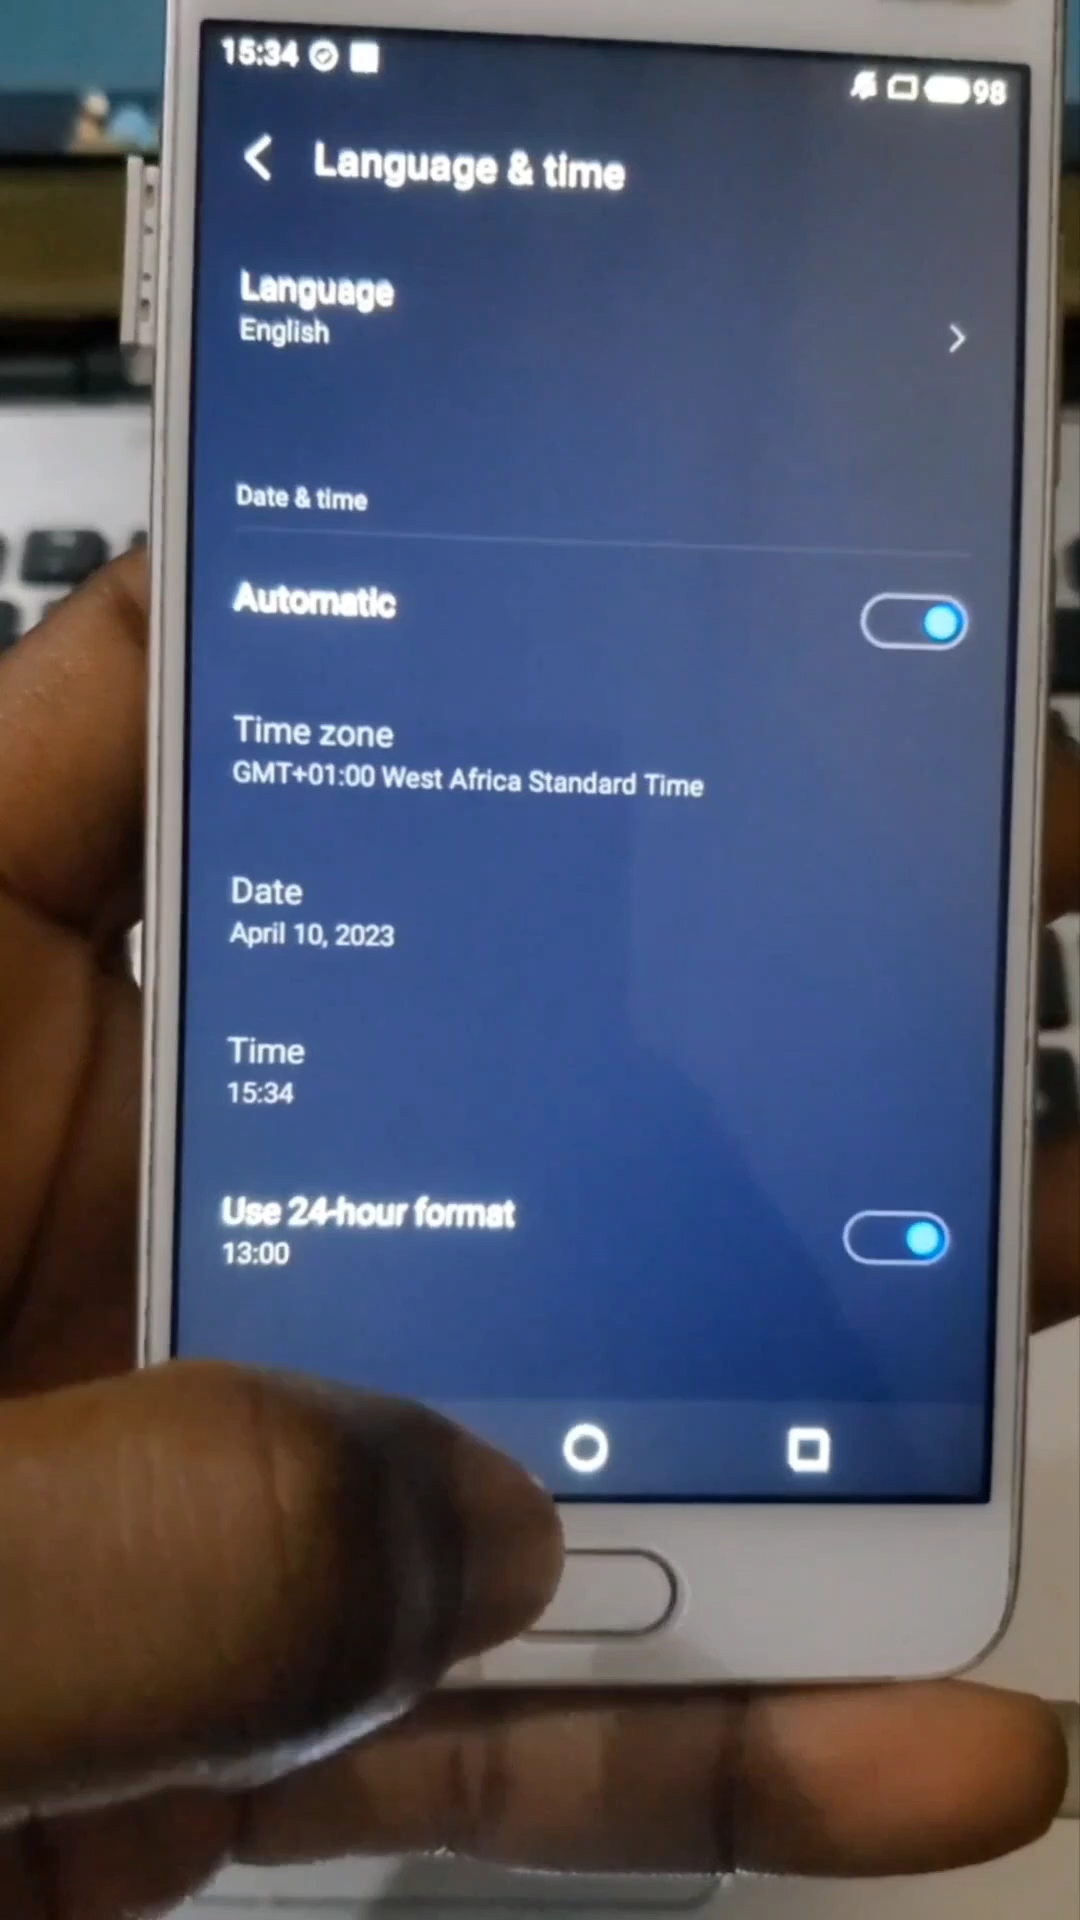 15:34
98
Language & time
Language
English
Date & time
Automatic
Time zone
GMT+01:00 West Africa Standard Time
Date
April 10, 2023
Time
15:34
Use 24-hour format
13:00